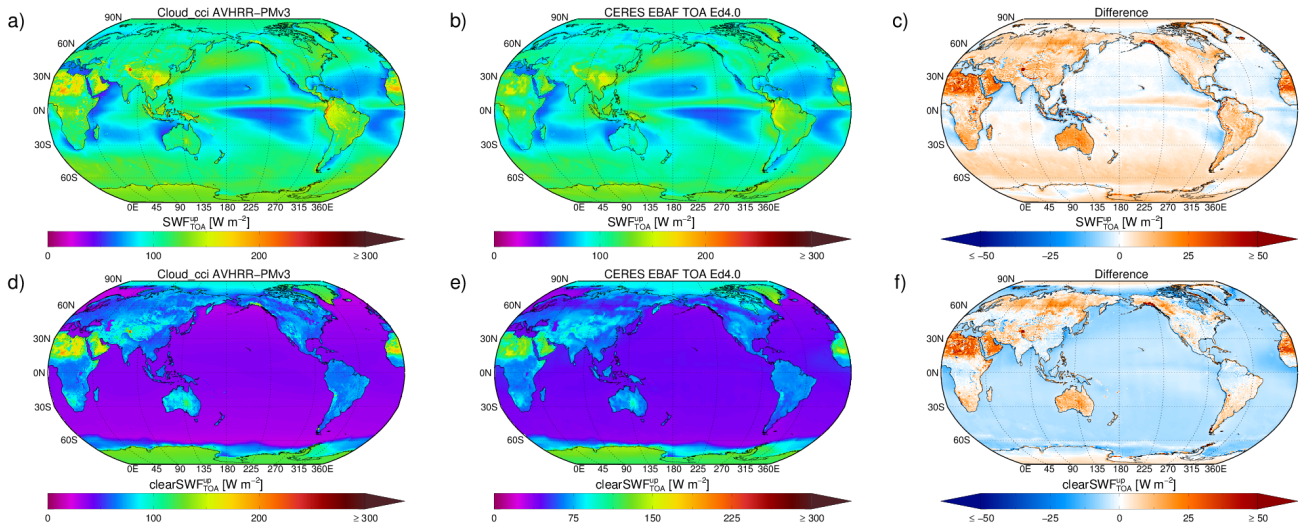 a)
Cloud_cci AVHRR-PMv3
90N
60N
30N
0N
30S
60S
0E 45 90 135 180 225 270 315 360E
SWF^up_TOA [W m⁻²]
0 100 200 ≥ 300
b)
CERES EBAF TOA Ed4.0
90N
60N
30N
0N
30S
60S
0E 45 90 135 180 225 270 315 360E
SWF^up_TOA [W m⁻²]
0 100 200 ≥ 300
c)
Difference
90N
60N
30N
0N
30S
60S
0E 45 90 135 180 225 270 315 360E
SWF^up_TOA [W m⁻²]
≤ -50 -25 0 25 ≥ 50
d)
Cloud_cci AVHRR-PMv3
90N
60N
30N
0N
30S
60S
0E 45 90 135 180 225 270 315 360E
clearSWF^up_TOA [W m⁻²]
0 100 200 ≥ 300
e)
CERES EBAF TOA Ed4.0
90N
60N
30N
0N
30S
60S
0E 45 90 135 180 225 270 315 360E
clearSWF^up_TOA [W m⁻²]
0 75 150 225 ≥ 300
f)
Difference
90N
60N
30N
0N
30S
60S
0E 45 90 135 180 225 270 315 360E
clearSWF^up_TOA [W m⁻²]
≤ -50 -25 0 25 ≥ 50